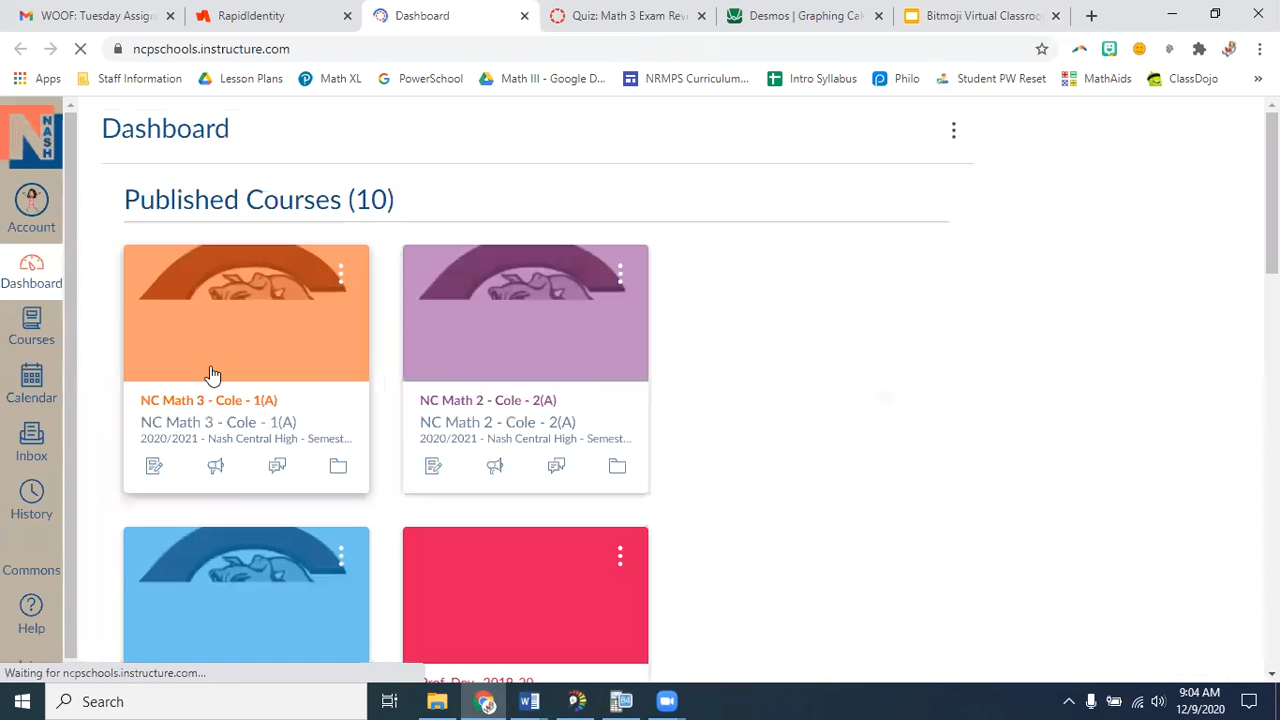 WOOF: Tuesday Assign
RapidIdentity
Dashboard
Quiz: Math 3 Exam Rev
Desmos | Graphing Cal
Bitmoji Virtual Classroo
ncpschools.instructure.com
Apps
Staff Information
Lesson Plans
Math XL
PowerSchool
Math III - Google D...
NRMPS Curriculum...
Intro Syllabus
Philo
Student PW Reset
MathAids
ClassDojo
»
NASH
Account
Dashboard
Courses
Calendar
Inbox
History
Commons
Help
Dashboard
Published Courses (10)
NC Math 3 - Cole - 1(A)
NC Math 3 - Cole - 1(A)
2020/2021 - Nash Central High - Semest...
NC Math 2 - Cole - 2(A)
NC Math 2 - Cole - 2(A)
2020/2021 - Nash Central High - Semest...
Waiting for ncpschools.instructure.com...
Search
9:04 AM
12/9/2020